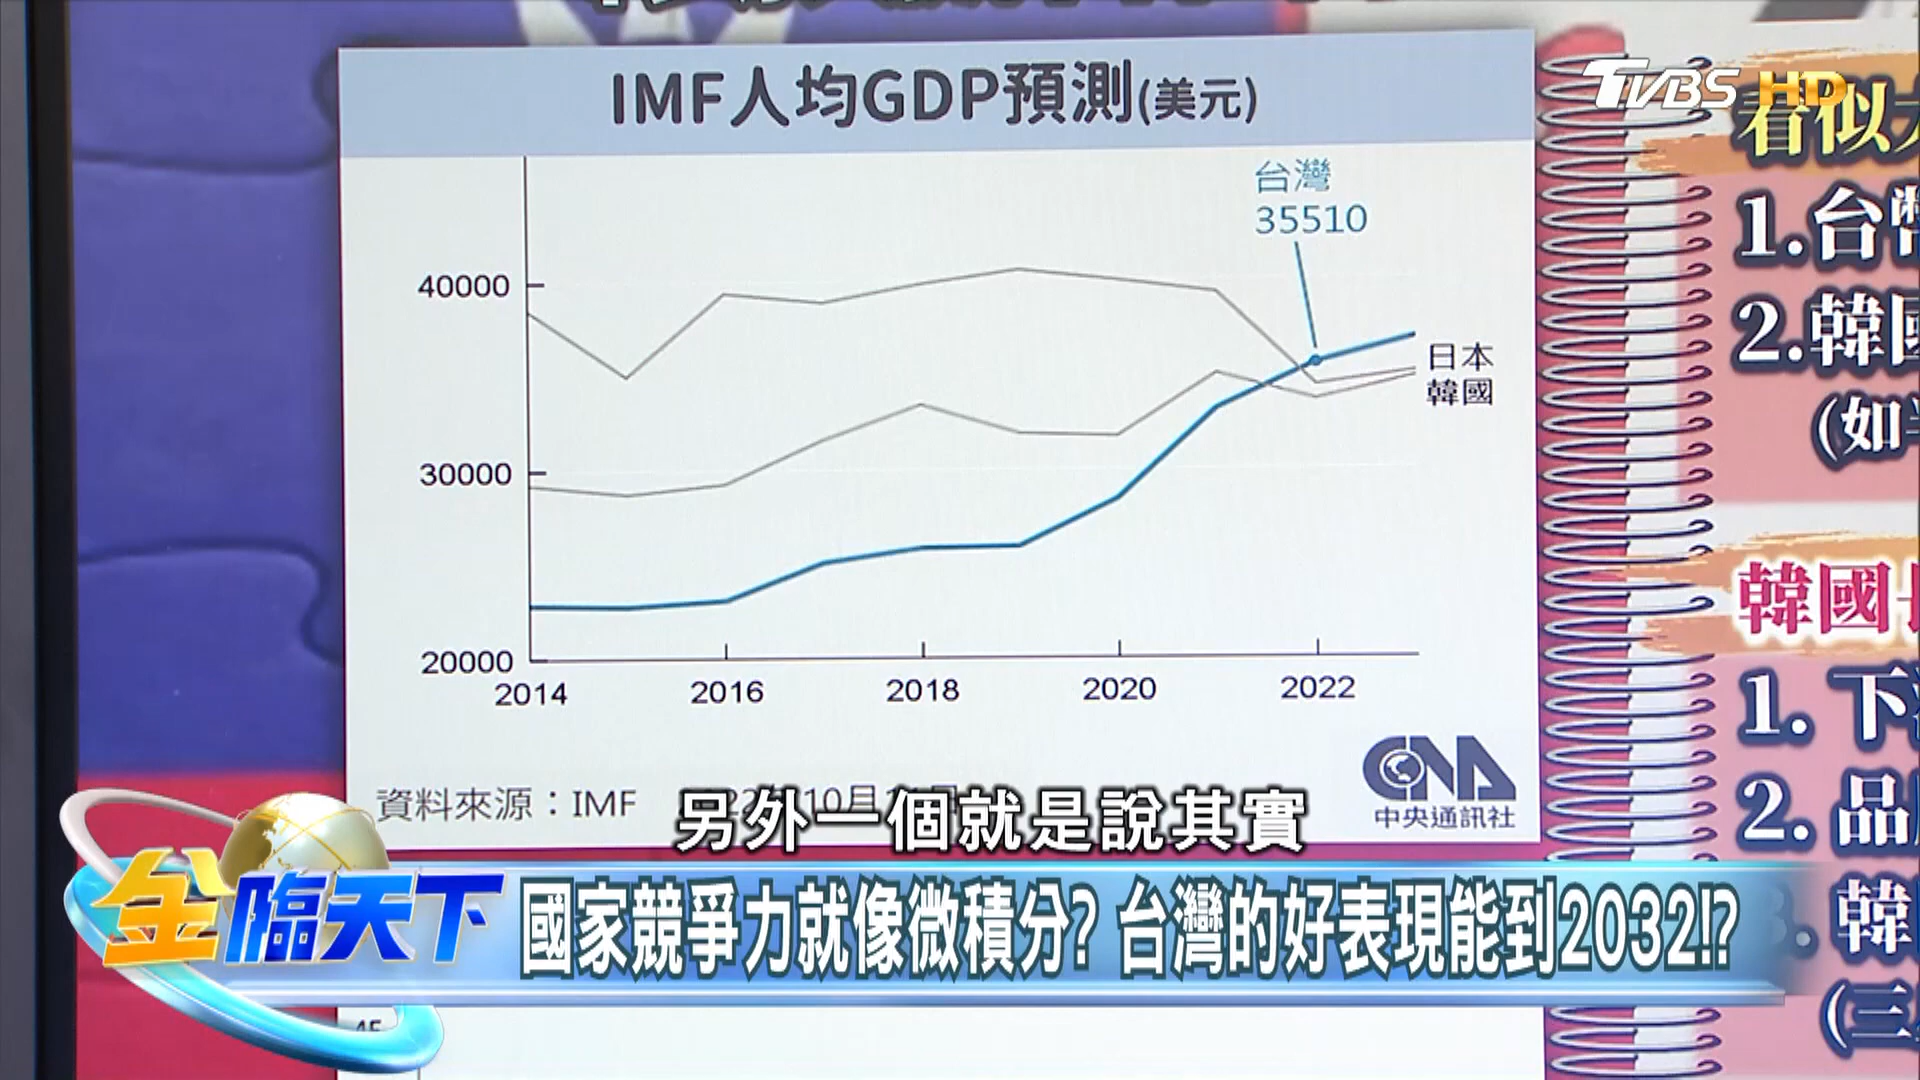 TVBS HD
IMF人均GDP預測(美元)
台灣
35510
40000
30000
20000
日本
韓國
2014 2016 2018 2020 2022
資料來源：IMF
CNA
中央通訊社
看似
1.台幣
2.韓國
(如
韓國
1. 下
2. 品
韓
(三
另外一個就是說其實
金臨天下
國家競爭力就像微積分? 台灣的好表現能到2032!?